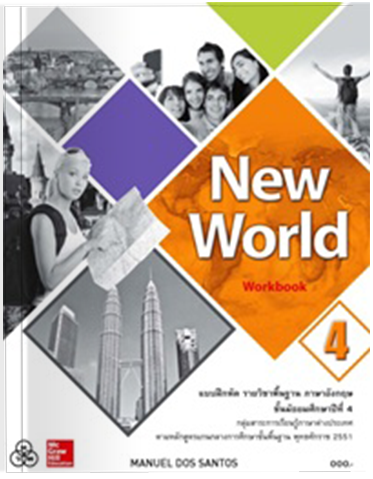 New
World
Workbook
4
แบบฝึกหัด รายวิชาพื้นฐาน ภาษาอังกฤษ
ชั้นมัธยมศึกษาปีที่ 4
กลุ่มสาระการเรียนรู้ภาษาต่างประเทศ
ตามหลักสูตรแกนกลางการศึกษาขั้นพื้นฐาน พุทธศักราช 2551
Mc
Graw
Hill
Education
MANUEL DOS SANTOS
000.-